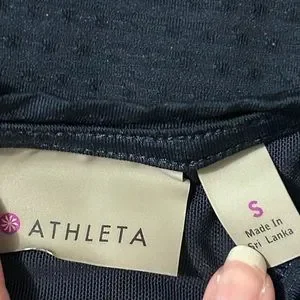 ATHLETA
S
Made In
Sri Lanka